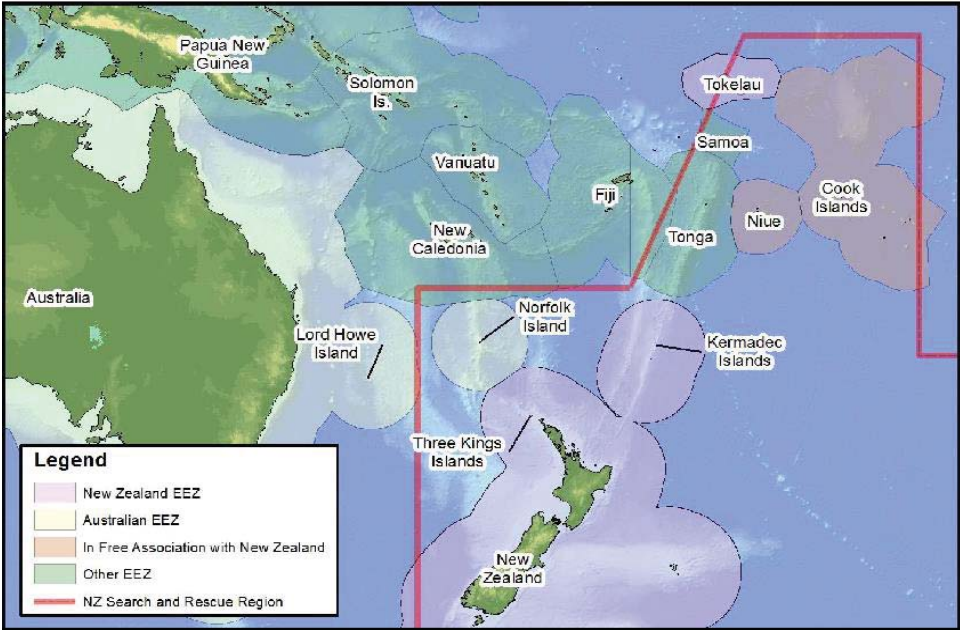 Papua New
Guinea
Solomon
Is.
Tokelau
Samoa
Vanuatu
Fiji
Niue
Cook
Islands
New
Caledonia
Tonga
Australia
Norfolk
Island
Lord Howe
Island
Kermadec
Islands
Three Kings
Islands
New
Zealand
Legend
New Zealand EEZ
Australian EEZ
In Free Association with New Zealand
Other EEZ
NZ Search and Rescue Region